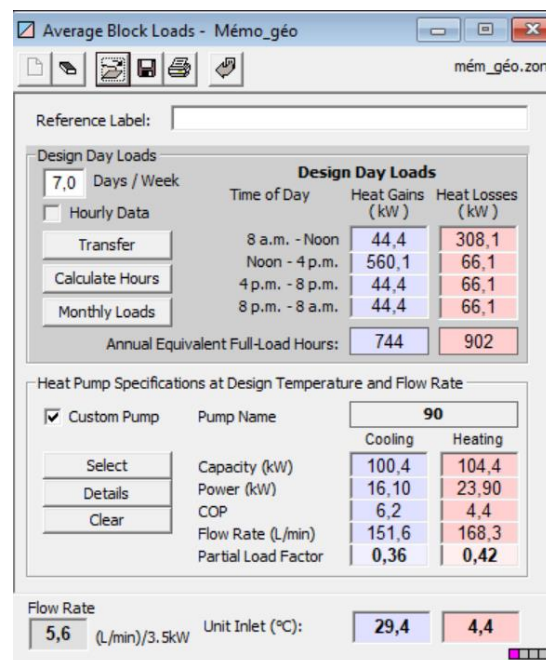 Average Block Loads - Mémo_géo
mém_géo.zon
Reference Label:
Design Day Loads
7,0 Days / Week
Hourly Data
Transfer
Calculate Hours
Monthly Loads
Design Day Loads
Time of Day Heat Gains (kW) Heat Losses (kW)
8 a.m. - Noon 44,4 308,1
Noon - 4 p.m. 560,1 66,1
4 p.m. - 8 p.m. 44,4 66,1
8 p.m. - 8 a.m. 44,4 66,1
Annual Equivalent Full-Load Hours: 744 902
Heat Pump Specifications at Design Temperature and Flow Rate
Custom Pump Pump Name 90
Cooling Heating
Select
Details
Clear
Capacity (kW) 100,4 104,4
Power (kW) 16,10 23,90
COP 6,2 4,4
Flow Rate (L/min) 151,6 168,3
Partial Load Factor 0,36 0,42
Flow Rate
5,6 (L/min)/3.5kW Unit Inlet (°C): 29,4 4,4